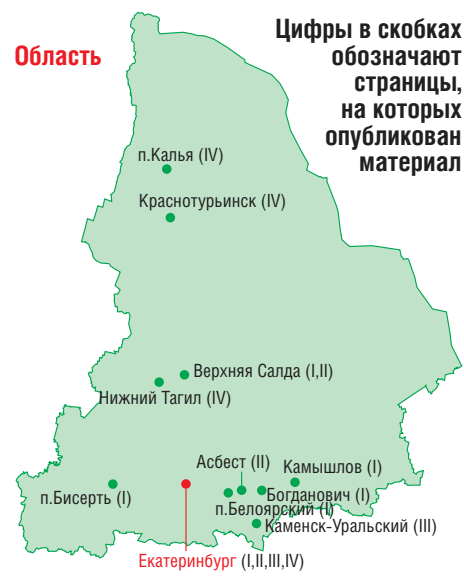 Область
Цифры в скобках
обозначают
страницы,
на которых
опубликован
материал
п.Калья (IV)
Краснотурьинск (IV)
Верхняя Салда (I,II)
Нижний Тагил (IV)
Асбест (II)
Камышлов (I)
п.Бисерть (I)
Богданович (I)
п.Белоярский (I)
Каменск-Уральский (III)
Екатеринбург (I,II,III,IV)